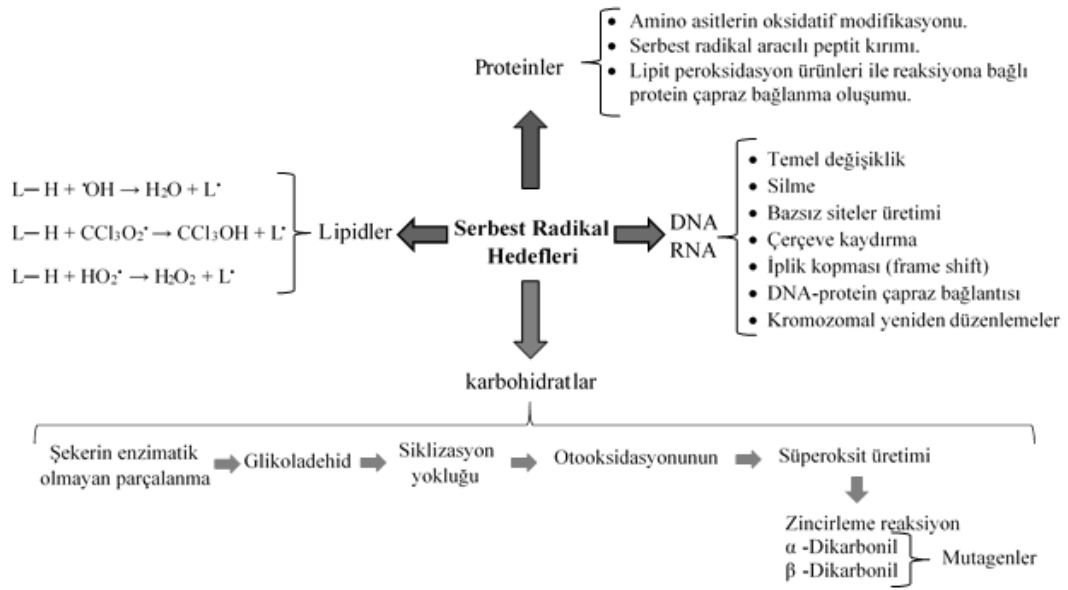 Proteinler
• Amino asitlerin oksidatif modifikasyonu.
• Serbest radikal aracılı peptit kırımı.
• Lipit peroksidasyon ürünleri ile reaksiyona bağlı
protein çapraz bağlanma oluşumu.
L─ H + •OH → H₂O + L•
L─ H + CCl₃O₂• → CCl₃OH + L•
L─ H + HO₂• → H₂O₂ + L•
Lipidler
Serbest Radikal
Hedefleri
DNA
RNA
• Temel değişiklik
• Silme
• Bazsız siteler üretimi
• Çerçeve kaydırma
• İplik kopması (frame shift)
• DNA-protein çapraz bağlantısı
• Kromozomal yeniden düzenlemeler
karbohidratlar
Şekerin enzimatik
olmayan parçalanma
Glikoladehid
Siklizasyon
yokluğu
Otooksidasyonunun
Süperoksit üretimi
Zincirleme reaksiyon
α -Dikarbonil
β -Dikarbonil
Mutagenler